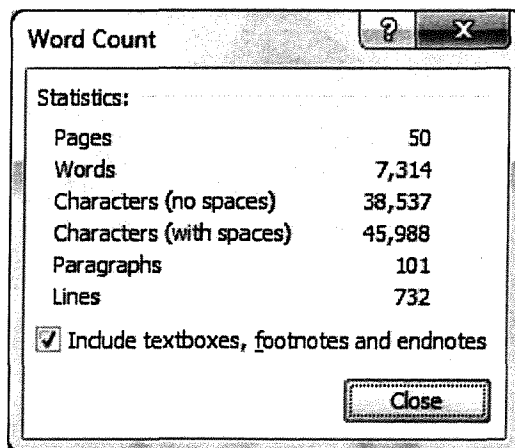 Word Count
Statistics:
Pages 50
Words 7,314
Characters (no spaces) 38,537
Characters (with spaces) 45,988
Paragraphs 101
Lines 732
Include textboxes, footnotes and endnotes
Close